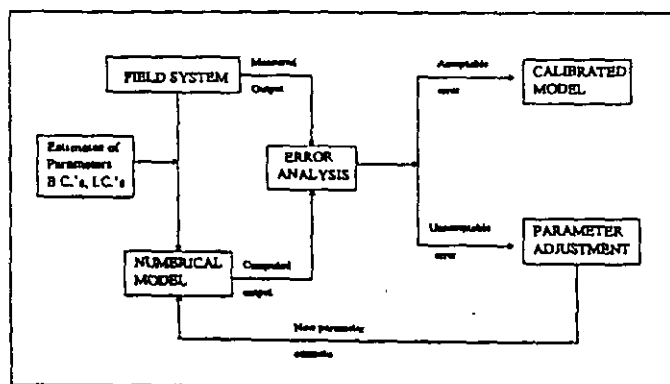 FIELD SYSTEM
Measured
Output
Acceptable
error
CALIBRATED
MODEL
Estimates of
Parameters
B.C.'s, I.C.'s
ERROR
ANALYSIS
NUMERICAL
MODEL
Computed
output
Unacceptable
error
PARAMETER
ADJUSTMENT
New parameter
estimates